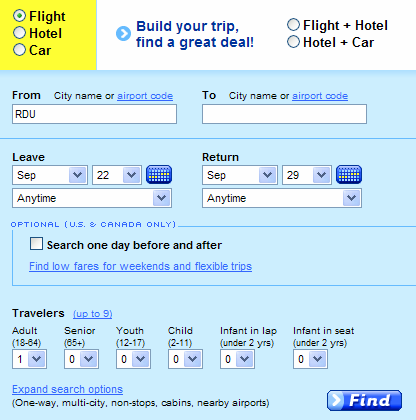 Flight
Hotel
Car
Build your trip,
find a great deal!
Flight + Hotel
Hotel + Car
From City name or airport code
To City name or airport code
RDU
Leave
Return
Sep 22
Sep 29
Anytime
Anytime
OPTIONAL (U.S. & CANADA ONLY)
Search one day before and after
Find low fares for weekends and flexible trips
Travelers (up to 9)
Adult Senior Youth Child Infant in lap Infant in seat
(18-64) (65+) (12-17) (2-11) (under 2 yrs) (under 2 yrs)
1 0 0 0 0 0
Expand search options
(One-way, multi-city, non-stops, cabins, nearby airports)
Find